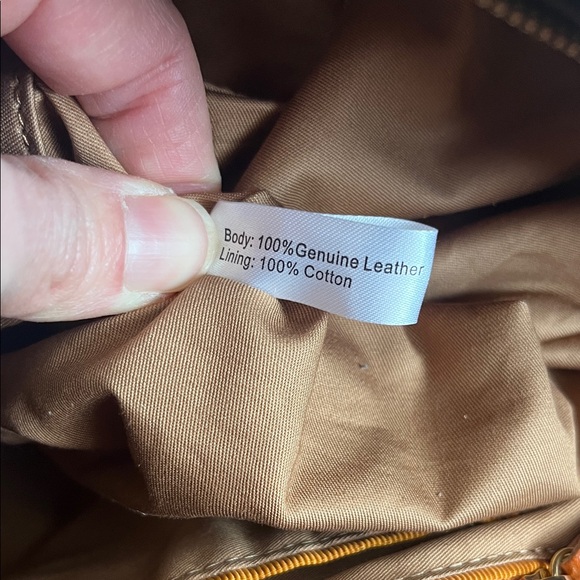 Body: 100%Genuine Leather
Lining: 100% Cotton